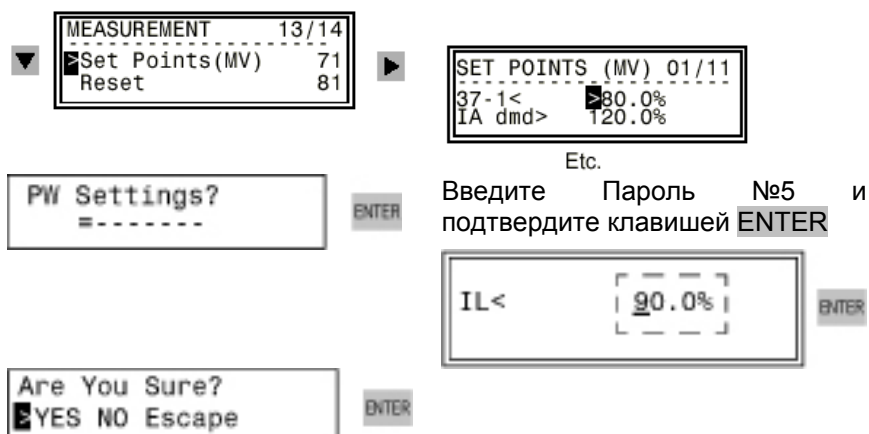 MEASUREMENT 13/14
>Set Points(MV) 71
Reset 81
SET POINTS (MV) 01/11
37-1< >80.0%
IA dmd> 120.0%
Etc.
PW Settings?
=-------
ENTER
Введите Пароль №5 и
подтвердите клавишей ENTER
IL< 90.0%
ENTER
Are You Sure?
>YES NO Escape
ENTER